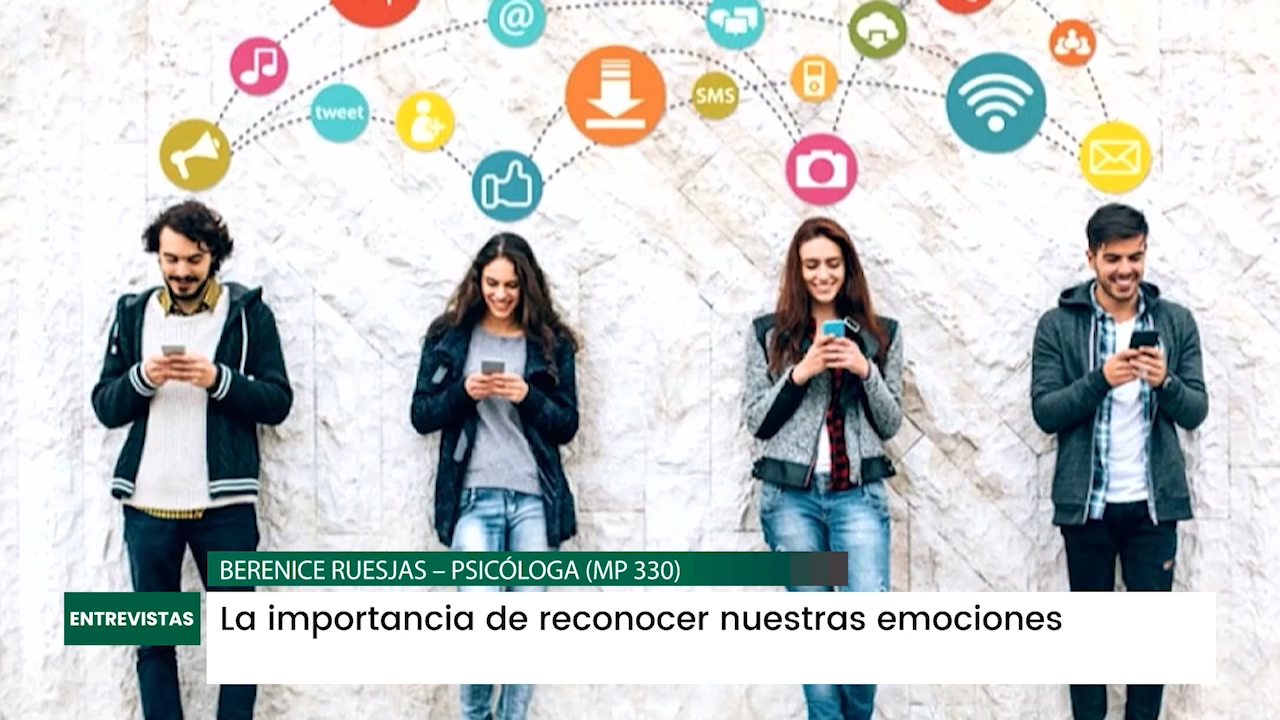 @
tweet
SMS
BERENICE RUESJAS – PSICÓLOGA (MP 330)
ENTREVISTAS
La importancia de reconocer nuestras emociones